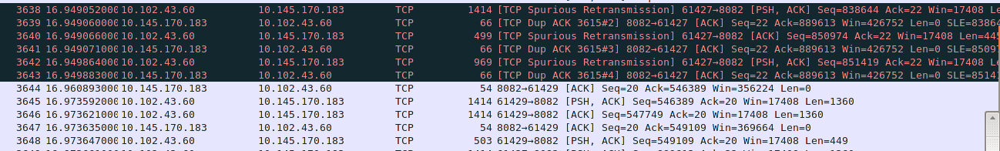 3638 16.949052000 10.102.43.60 10.145.170.183 TCP 1414 [TCP Spurious Retransmission] 61427→8082 [PSH, ACK] Seq=838644 Ack=22 Win=17408 Le
3639 16.949060000 10.145.170.183 10.102.43.60 TCP 66 [TCP Dup ACK 3615#2] 8082→61427 [ACK] Seq=22 Ack=889613 Win=426752 Len=0 SLE=83864
3640 16.949066000 10.102.43.60 10.145.170.183 TCP 499 [TCP Spurious Retransmission] 61427→8082 [ACK] Seq=850974 Ack=22 Win=17408 Len=445
3641 16.949071000 10.145.170.183 10.102.43.60 TCP 66 [TCP Dup ACK 3615#3] 8082→61427 [ACK] Seq=22 Ack=889613 Win=426752 Len=0 SLE=85097
3642 16.949864000 10.102.43.60 10.145.170.183 TCP 969 [TCP Spurious Retransmission] 61427→8082 [PSH, ACK] Seq=851419 Ack=22 Win=17408 Le
3643 16.949883000 10.145.170.183 10.102.43.60 TCP 66 [TCP Dup ACK 3615#4] 8082→61427 [ACK] Seq=22 Ack=889613 Win=426752 Len=0 SLE=85141
3644 16.960893000 10.145.170.183 10.102.43.60 TCP 54 8082→61429 [ACK] Seq=20 Ack=546389 Win=356224 Len=0
3645 16.973592000 10.102.43.60 10.145.170.183 TCP 1414 61429→8082 [PSH, ACK] Seq=546389 Ack=20 Win=17408 Len=1360
3646 16.973621000 10.102.43.60 10.145.170.183 TCP 1414 61429→8082 [ACK] Seq=547749 Ack=20 Win=17408 Len=1360
3647 16.973635000 10.145.170.183 10.102.43.60 TCP 54 8082→61429 [ACK] Seq=20 Ack=549109 Win=369664 Len=0
3648 16.973647000 10.102.43.60 10.145.170.183 TCP 503 61429→8082 [PSH, ACK] Seq=549109 Ack=20 Win=17408 Len=449